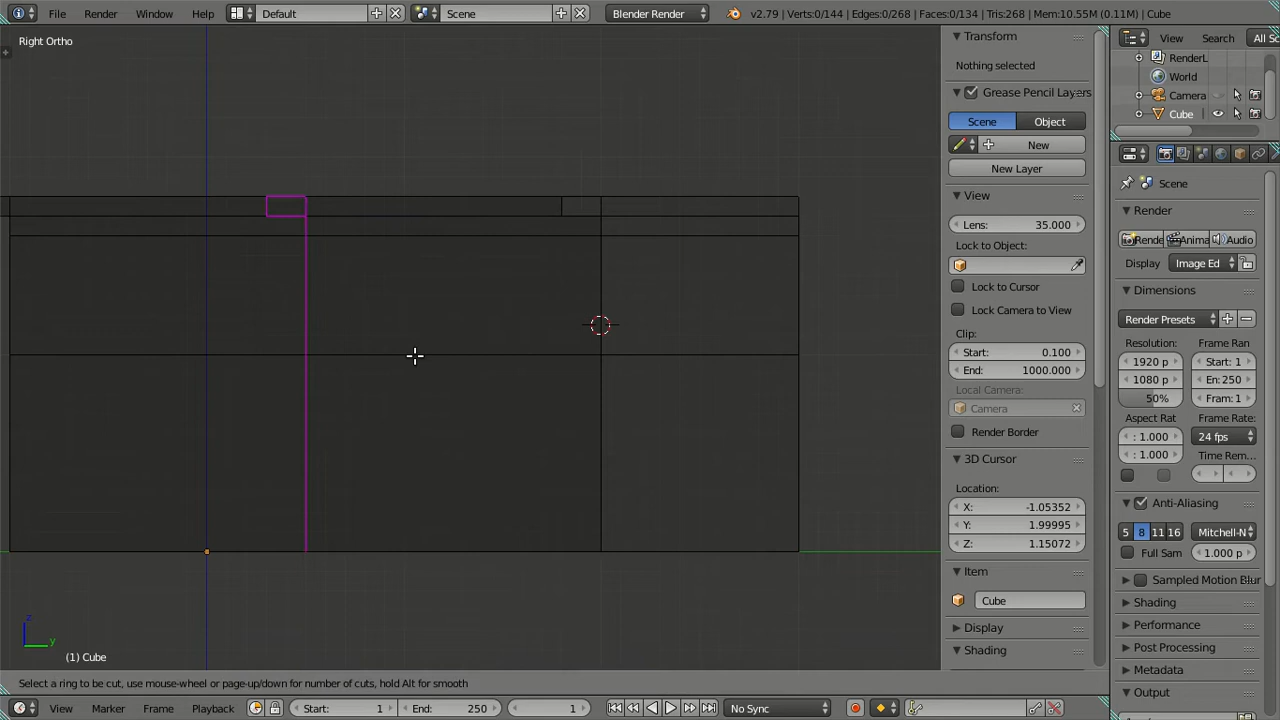 File Render Window Help Default Scene Blender Render v2.79 | Verts:0/144 | Edges:0/268 | Faces:0/134 | Tris:268 | Mem:10.55M (0.11M) | Cube
Right Ortho
Transform
Nothing selected
Grease Pencil Layers
Scene Object
New
New Layer
View
Lens: 35.000
Lock to Object:
Lock to Cursor
Lock Camera to View
Clip:
Start: 0.100
End: 1000.000
Local Camera:
Camera
Render Border
3D Cursor
Location:
X: -1.05352
Y: 1.99995
Z: 1.15072
Item
Cube
Display
Shading
View Search All Sc
RenderL
World
Camera
Cube
Scene
Render
Rende Anima Audio
Display Image Ed
Dimensions
Render Presets
Resolution: Frame Ran
1920 p Start: 1
1080 p En: 250
50% Fram: 1
Aspect Rat Frame Rate:
: 1.000 24 fps
: 1.000 Time Rem...
Anti-Aliasing
5 8 11 16 Mitchell-N
Full Sam 1.000 p
Sampled Motion Blur
Shading
Performance
Post Processing
Metadata
Output
z
y
(1) Cube
Select a ring to be cut, use mouse-wheel or page-up/down for number of cuts, hold Alt for smooth
View Marker Frame Playback Start: 1 End: 250 1 No Sync